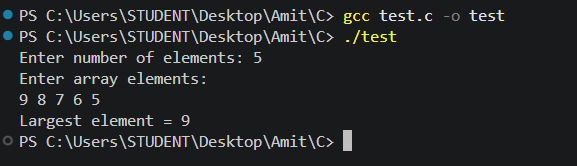 PS C:\Users\STUDENT\Desktop\Amit\C> gcc test.c -o test
PS C:\Users\STUDENT\Desktop\Amit\C> ./test
Enter number of elements: 5
Enter array elements:
9 8 7 6 5
Largest element = 9
PS C:\Users\STUDENT\Desktop\Amit\C>